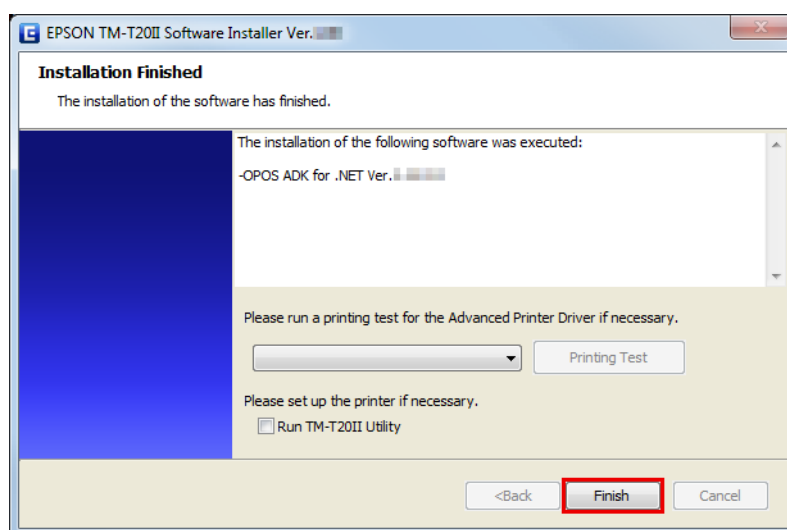 EPSON TM-T20II Software Installer Ver.
Installation Finished
The installation of the software has finished.
The installation of the following software was executed:
-OPOS ADK for .NET Ver.
Please run a printing test for the Advanced Printer Driver if necessary.
Printing Test
Please set up the printer if necessary.
Run TM-T20II Utility
<Back Finish Cancel